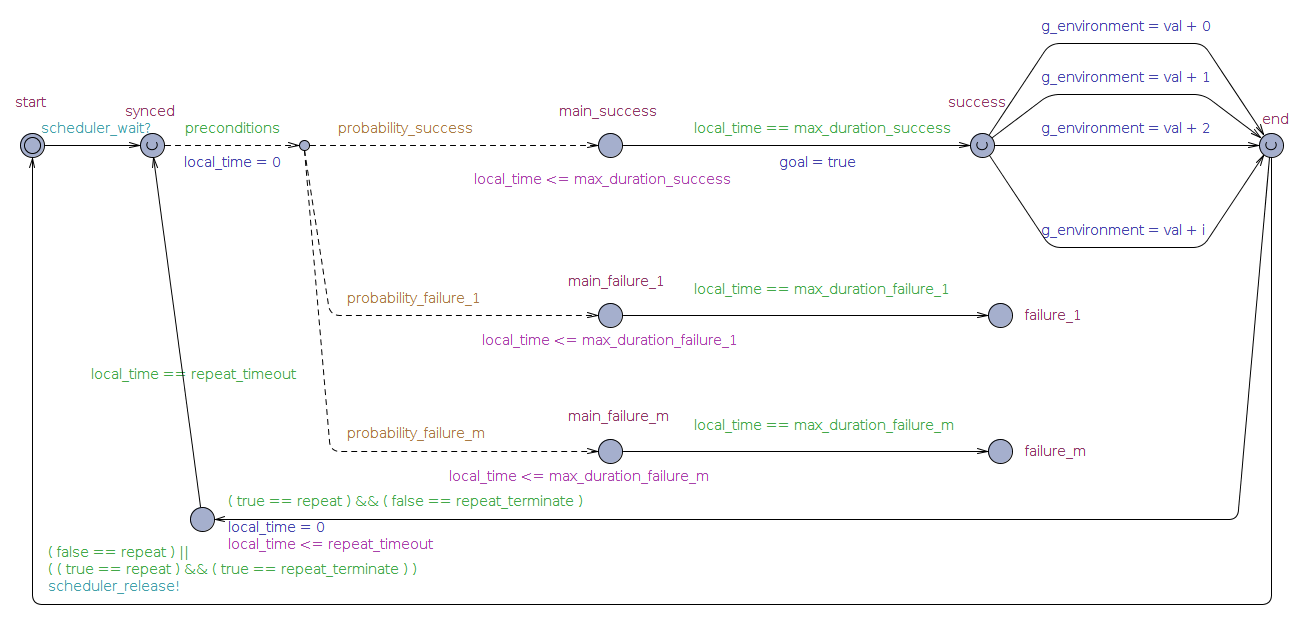 g_environment = val + 0
g_environment = val + 1
start
synced
main_success
success
end
scheduler_wait?
preconditions
probability_success
local_time == max_duration_success
g_environment = val + 2
local_time = 0
goal = true
local_time <= max_duration_success
g_environment = val + i
main_failure_1
local_time == max_duration_failure_1
probability_failure_1
failure_1
local_time <= max_duration_failure_1
local_time == repeat_timeout
main_failure_m
local_time == max_duration_failure_m
probability_failure_m
failure_m
local_time <= max_duration_failure_m
( true == repeat ) && ( false == repeat_terminate )
local_time = 0
local_time <= repeat_timeout
( false == repeat ) ||
( ( true == repeat ) && ( true == repeat_terminate ) )
scheduler_release!